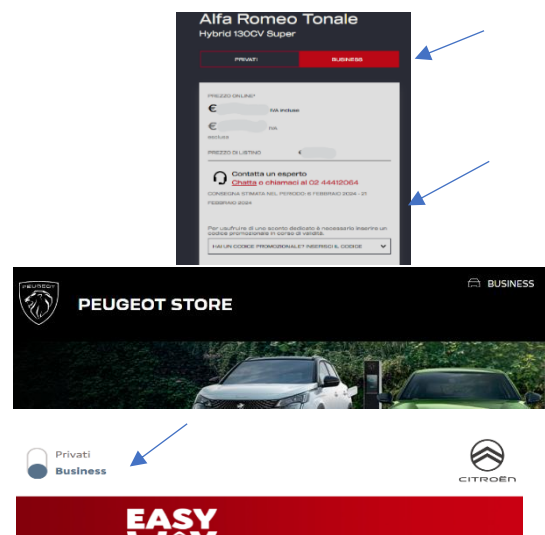 Alfa Romeo Tonale
Hybrid 130CV Super
PRIVATI BUSINESS
PREZZO ONLINE*
€ IVA inclusa
€ IVA
esclusa
PREZZO DI LISTINO €
Contatta un esperto
Chatta o chiamaci al 02 44412064
CONSEGNA STIMATA NEL PERIODO: 6 FEBBRAIO 2024 - 21
FEBBRAIO 2024
Per usufruire di uno sconto dedicato è necessario inserire un
codice promozionale in corso di validità.
HAI UN CODICE PROMOZIONALE? INSERISCI IL CODICE
PEUGEOT
PEUGEOT STORE
BUSINESS
Privati
Business
CITROËN
EASY
WAY